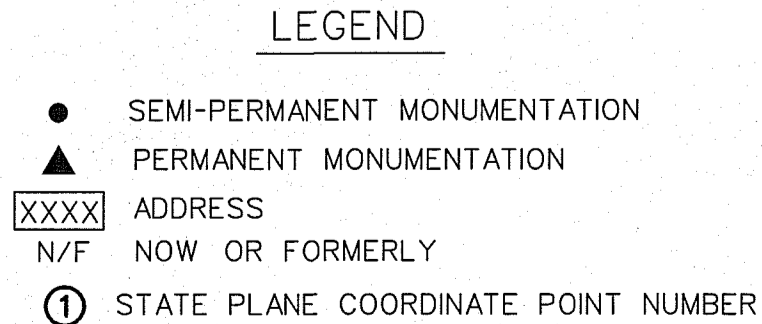 LEGEND
SEMI-PERMANENT MONUMENTATION
PERMANENT MONUMENTATION
XXXX ADDRESS
N/F NOW OR FORMERLY
1 STATE PLANE COORDINATE POINT NUMBER